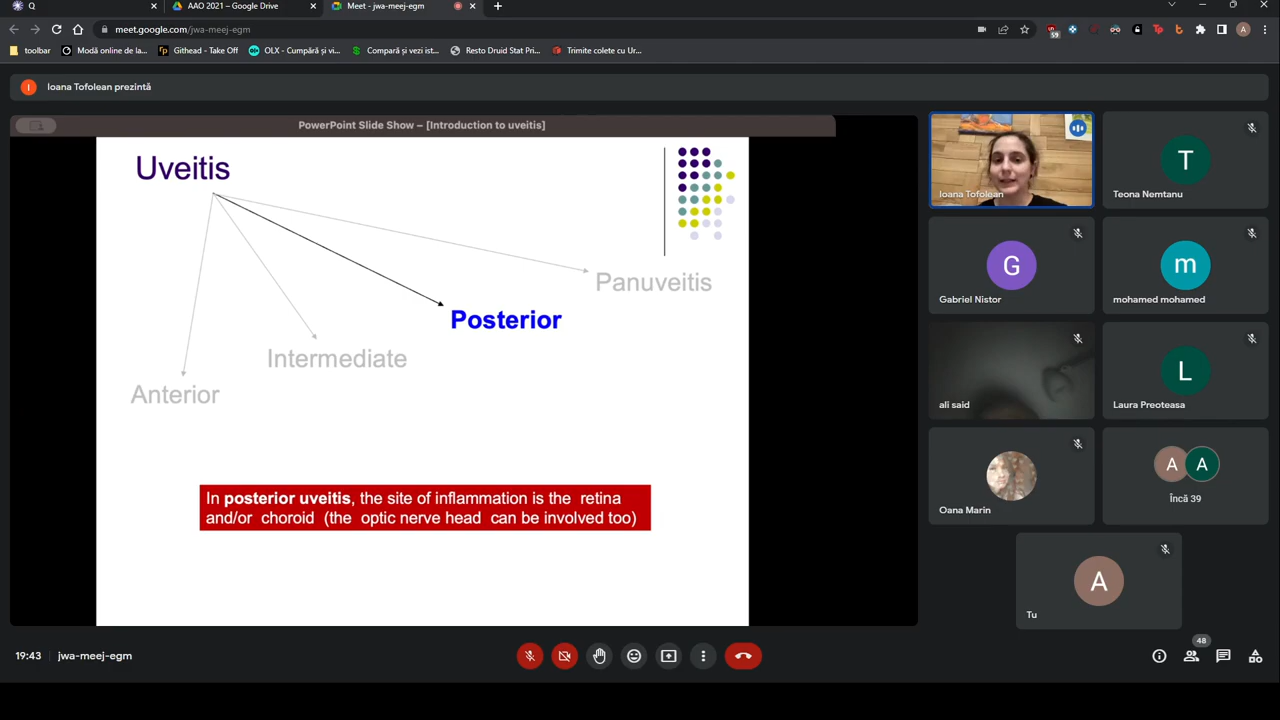 Q
AAO 2021 – Google Drive
Meet - jwa-meej-egm
meet.google.com/jwa-meej-egm
59
A
toolbar
Modă online de la...
Githead - Take Off
OLX - Cumpără și vi...
Compară și vezi ist...
Resto Druid Stat Pri...
Trimite colete cu Ur...
I
Ioana Tofolean prezintă
PowerPoint Slide Show – [Introduction to uveitis]
Uveitis
Panuveitis
Posterior
Intermediate
Anterior
In posterior uveitis, the site of inflammation is the retina
and/or choroid (the optic nerve head can be involved too)
Ioana Tofolean
T
Teona Nemtanu
G
Gabriel Nistor
m
mohamed mohamed
ali said
L
Laura Preoteasa
Oana Marin
A A
Încă 39
A
Tu
19:43
jwa-meej-egm
48